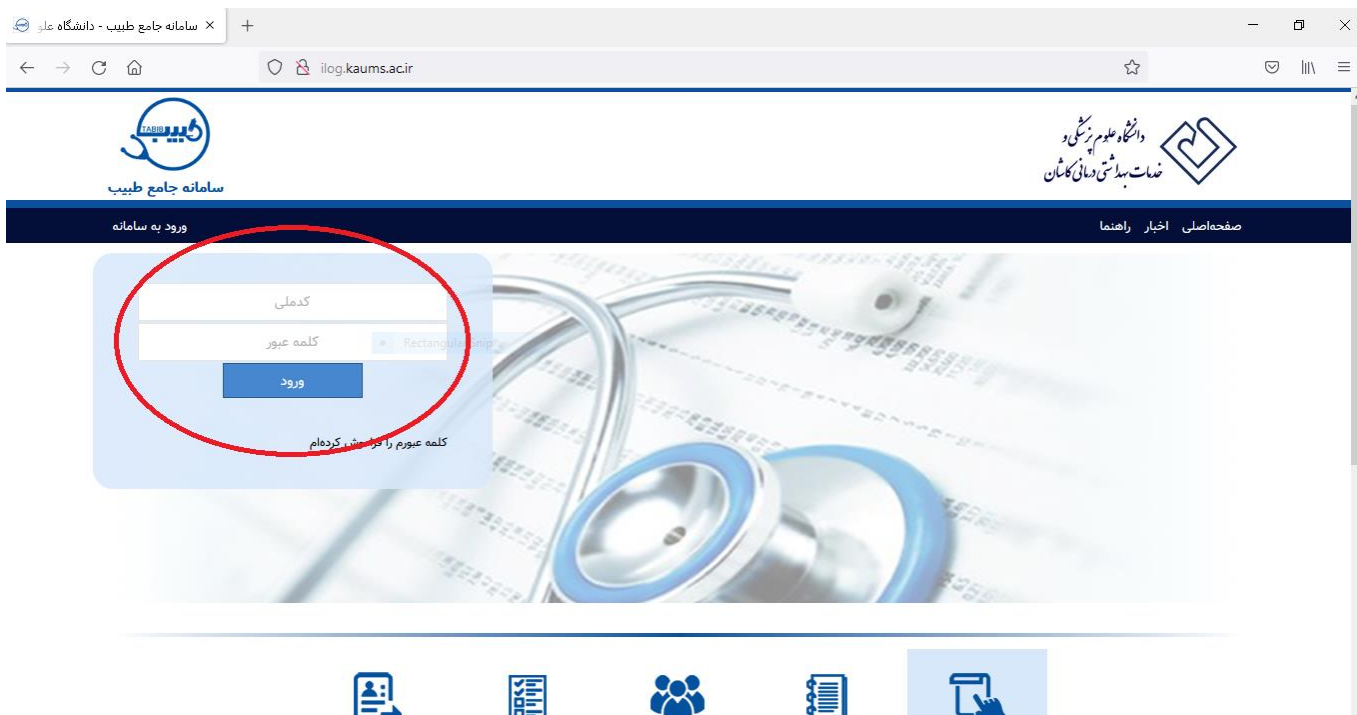 سامانه جامع طبیب - دانشگاه علو
ilog.kaums.ac.ir
طبیب
TABIB
سامانه جامع طبیب
دانشگاه علوم پزشکی و
خدمات بهداشتی درمانی کاشان
صفحه‌اصلی اخبار راهنما
ورود به سامانه
کدملی
کلمه عبور
Rectangular Snip
ورود
کلمه عبورم را فراموش کرده‌ام